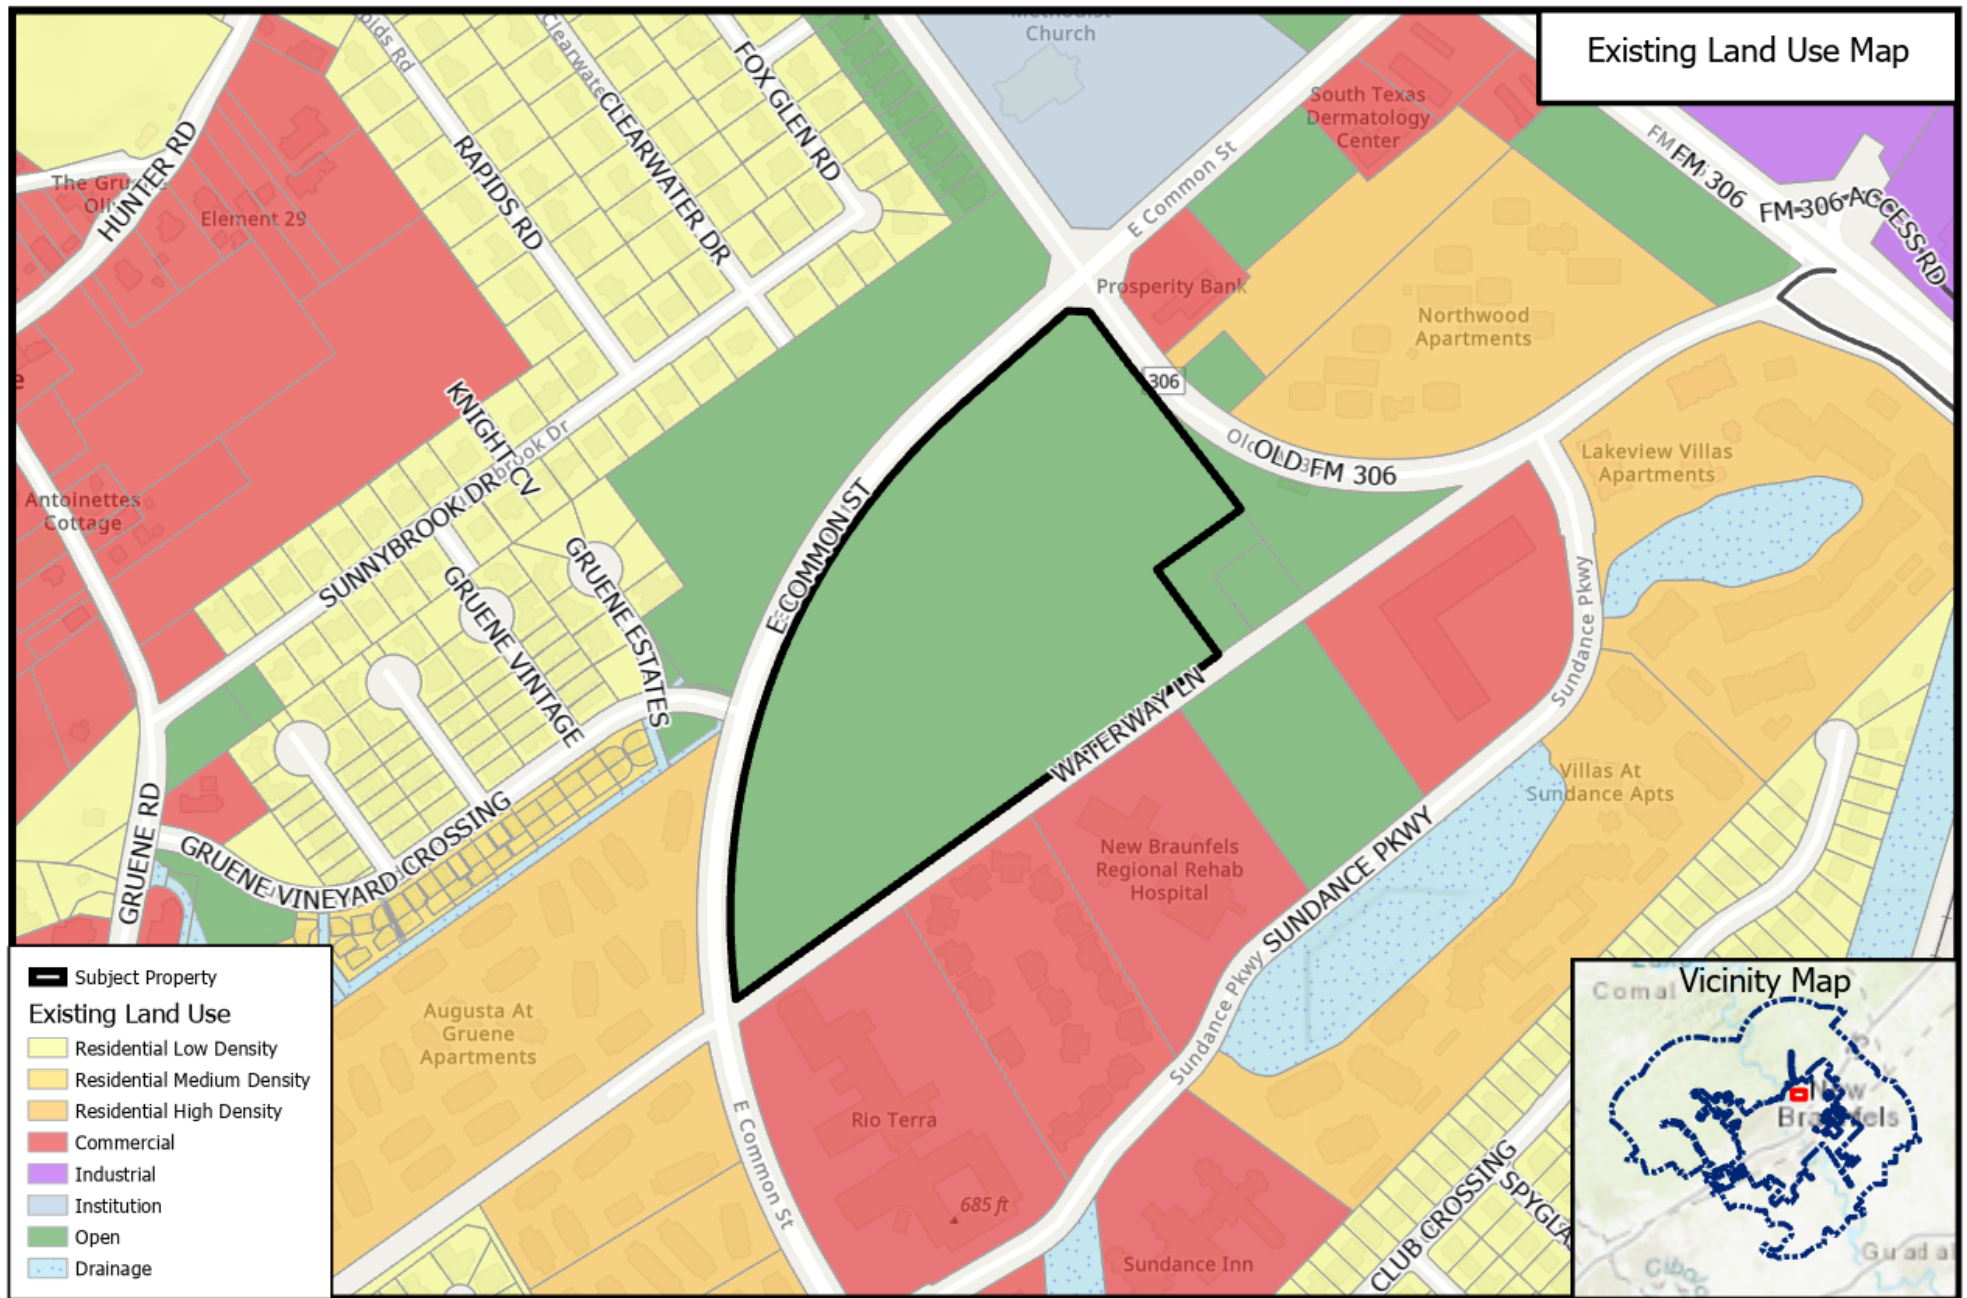 Existing Land Use Map
Church
South Texas
Dermatology
Center
E Common St
FM 306
FM 306 ACCESS RD
FOX GLEN RD
CLEARWATER DR
Clearwater
RAPIDS RD
HUNTER RD
Element 29
Prosperity Bank
Northwood
Apartments
306
OLD FM 306
Lakeview Villas
Apartments
KNIGHT CV
SUNNYBROOK DR
Antoinettes
Cottage
E COMMON ST
GRUENE ESTATES
GRUENE VINTAGE
Sundance Pkwy
WATERWAY LN
Villas At
Sundance Apts
GRUENE RD
GRUENE VINEYARD CROSSING
New Braunfels
Regional Rehab
Hospital
SUNDANCE PKWY
Sundance Pkwy
Augusta At
Gruene
Apartments
Rio Terra
685 ft
E Common St
Sundance Inn
CLUB CROSSING
Subject Property
Existing Land Use
Residential Low Density
Residential Medium Density
Residential High Density
Commercial
Industrial
Institution
Open
Drainage
Vicinity Map
Comal
New
Braunfels